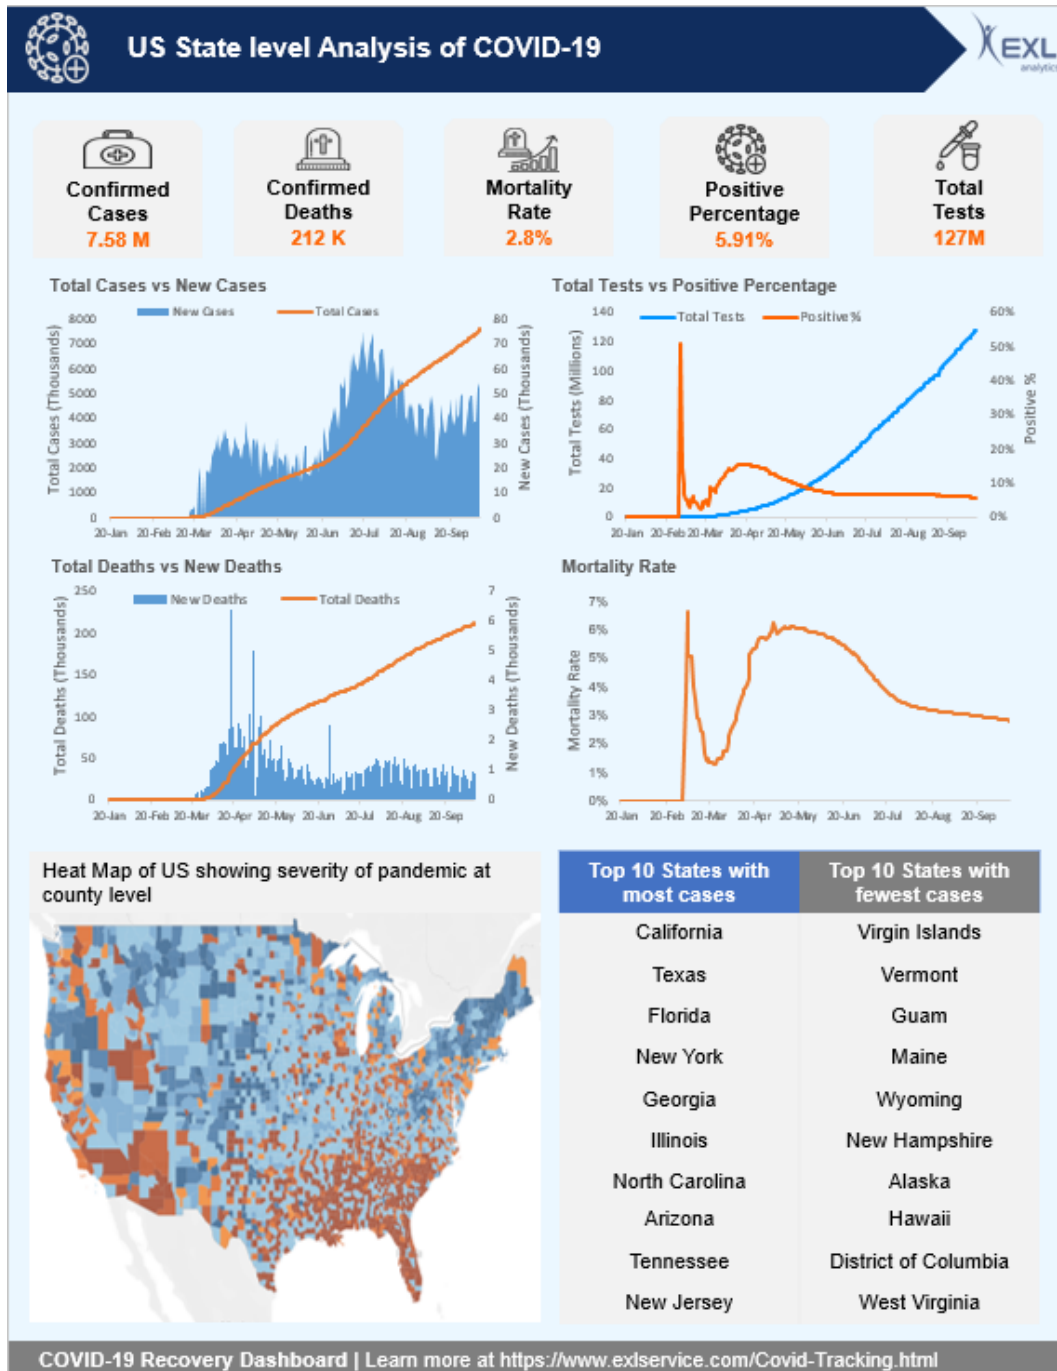 US State level Analysis of COVID-19
EXL
analytics
Confirmed
Cases
7.58 M
Confirmed
Deaths
212 K
Mortality
Rate
2.8%
Positive
Percentage
5.91%
Total
Tests
127M
Total Cases vs New Cases
New Cases
Total Cases
Total Cases (Thousands)
8000
7000
6000
5000
4000
3000
2000
1000
0
80
70
60
50
40
30
20
10
0
New Cases (Thousands)
20-Jan 20-Feb 20-Mar 20-Apr 20-May 20-Jun 20-Jul 20-Aug 20-Sep
Total Tests vs Positive Percentage
Total Tests
Positive%
Total Tests (Millions)
140
120
100
80
60
40
20
0
60%
50%
40%
30%
20%
10%
0%
Positive %
20-Jan 20-Feb 20-Mar 20-Apr 20-May 20-Jun 20-Jul 20-Aug 20-Sep
Total Deaths vs New Deaths
New Deaths
Total Deaths
Total Deaths (Thousands)
250
200
150
100
50
0
7
6
5
4
3
2
1
0
New Deaths (Thousands)
20-Jan 20-Feb 20-Mar 20-Apr 20-May 20-Jun 20-Jul 20-Aug 20-Sep
Mortality Rate
Mortality Rate
7%
6%
5%
4%
3%
2%
1%
0%
20-Jan 20-Feb 20-Mar 20-Apr 20-May 20-Jun 20-Jul 20-Aug 20-Sep
Heat Map of US showing severity of pandemic at
county level
Top 10 States with
most cases
Top 10 States with
fewest cases
California Virgin Islands
Texas Vermont
Florida Guam
New York Maine
Georgia Wyoming
Illinois New Hampshire
North Carolina Alaska
Arizona Hawaii
Tennessee District of Columbia
New Jersey West Virginia
COVID-19 Recovery Dashboard | Learn more at https://www.exlservice.com/Covid-Tracking.html